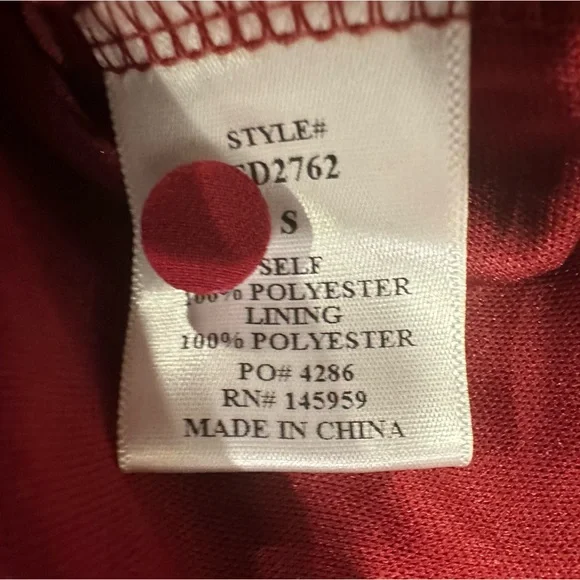 STYLE#
D2762
S
SELF
100% POLYESTER
LINING
100% POLYESTER
PO# 4286
RN# 145959
MADE IN CHINA